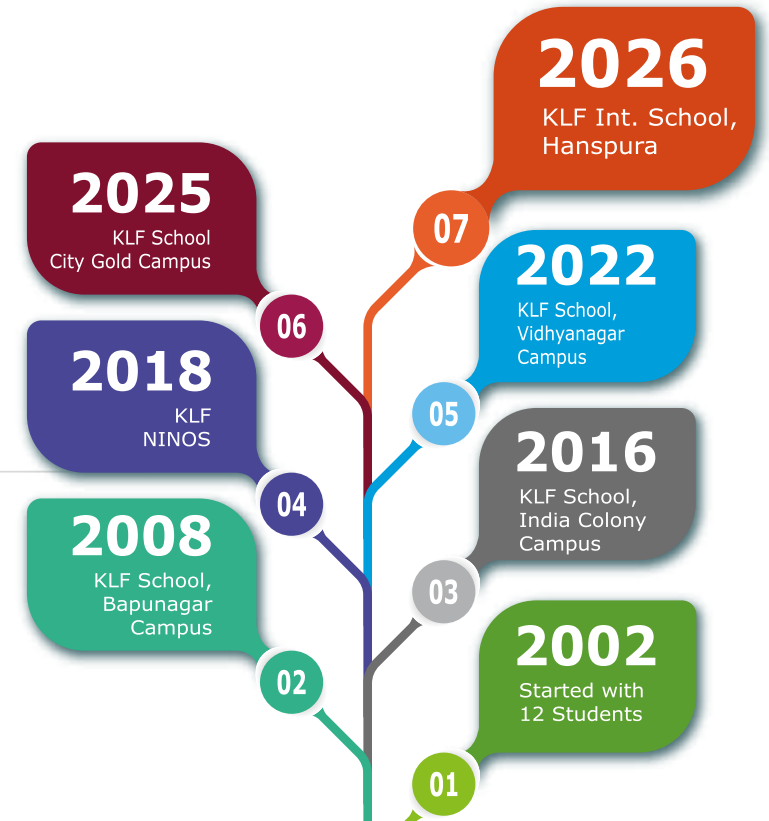 2026
KLF Int. School,
Hanspura
07
2025
KLF School
City Gold Campus
06
2022
KLF School,
Vidhyanagar
Campus
05
2018
KLF
NINOS
04
2016
KLF School,
India Colony
Campus
03
2008
KLF School,
Bapunagar
Campus
02
2002
Started with
12 Students
01